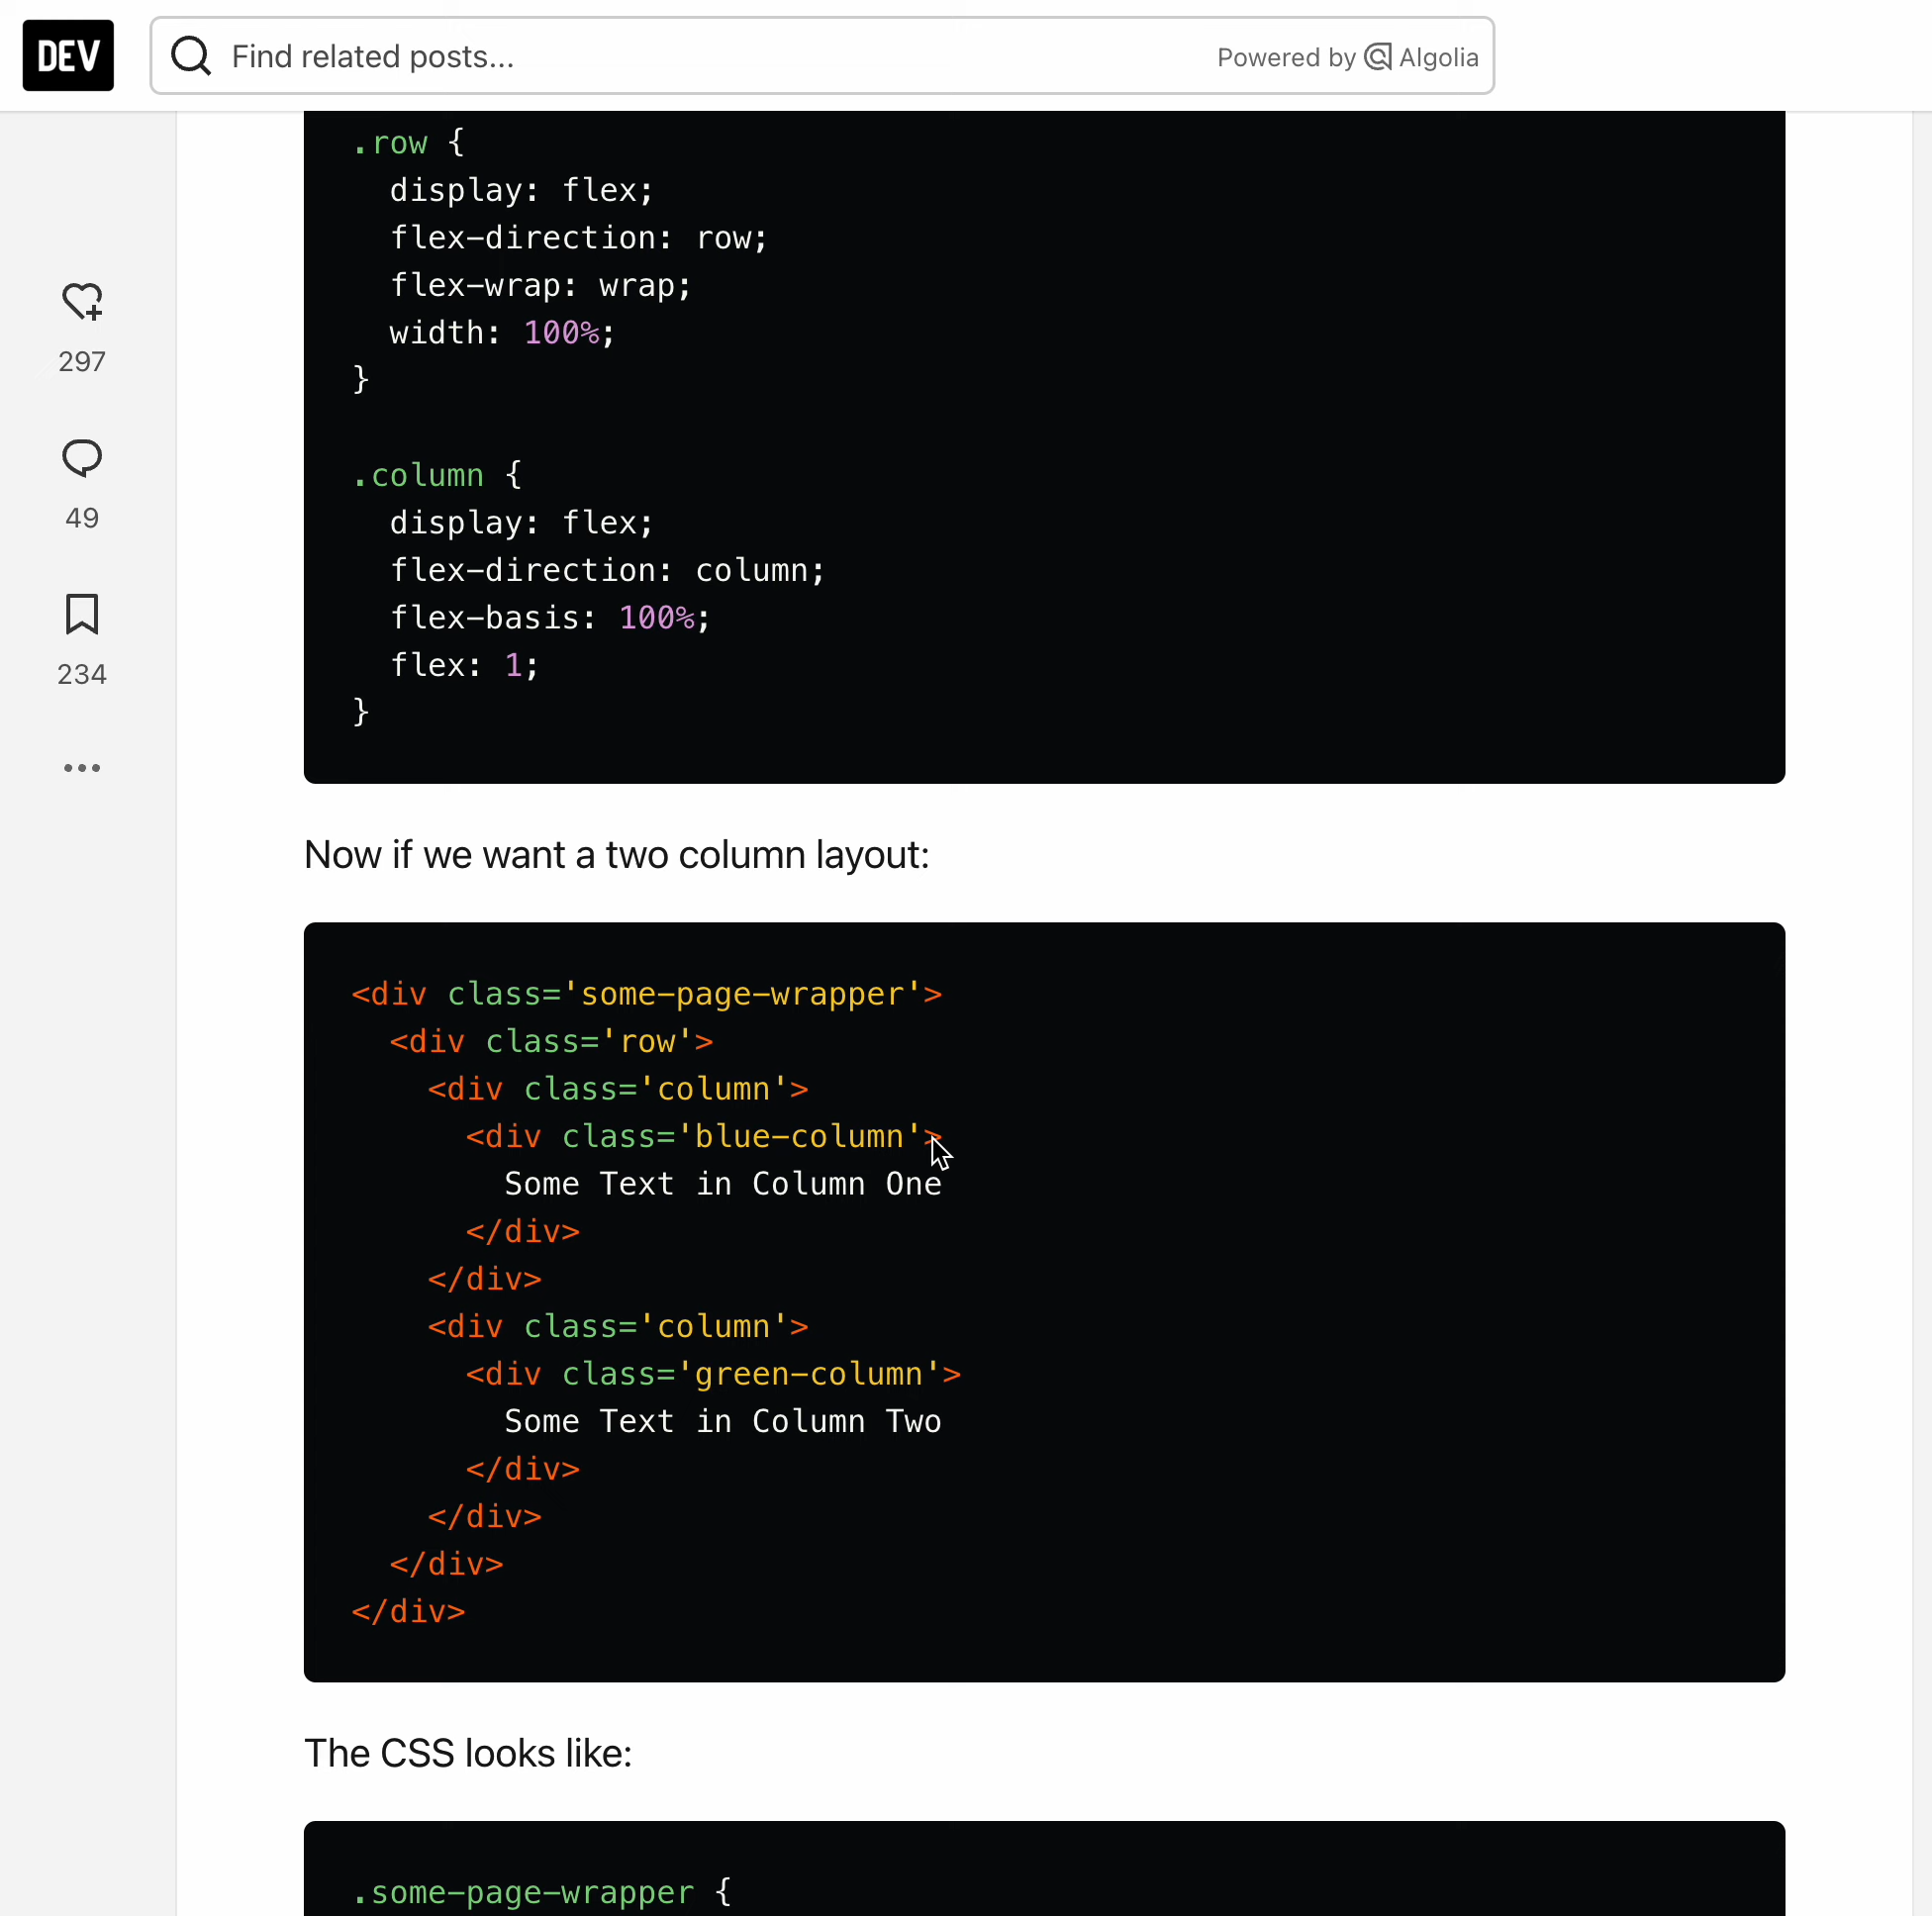 DEV
Find related posts...
Powered by Algolia
.row {
  display: flex;
  flex-direction: row;
  flex-wrap: wrap;
  width: 100%;
}
.column {
  display: flex;
  flex-direction: column;
  flex-basis: 100%;
  flex: 1;
}
297
49
234
Now if we want a two column layout:
<div class='some-page-wrapper'>
  <div class='row'>
    <div class='column'>
      <div class='blue-column'>
        Some Text in Column One
      </div>
    </div>
    <div class='column'>
      <div class='green-column'>
        Some Text in Column Two
      </div>
    </div>
  </div>
</div>
The CSS looks like:
.some-page-wrapper {